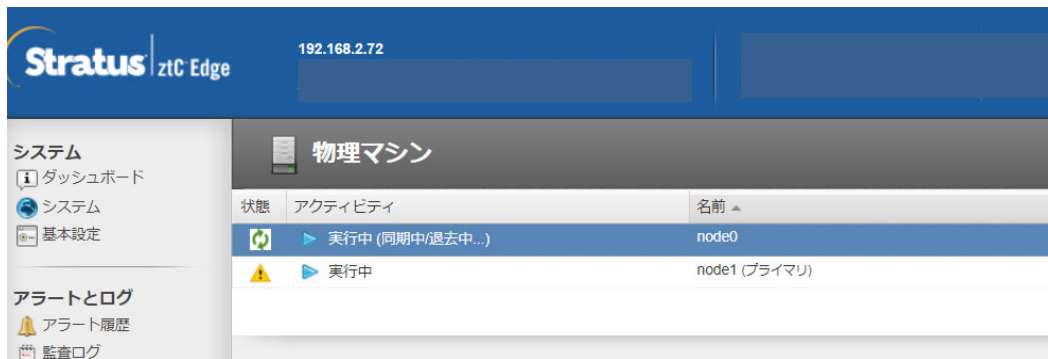 Stratus ztC Edge
192.168.2.72
システム
ダッシュボード
システム
基本設定
アラートとログ
アラート履歴
監査ログ
物理マシン
状態 アクティビティ 名前
実行中 (同期中/退去中...) node0
実行中 node1 (プライマリ)